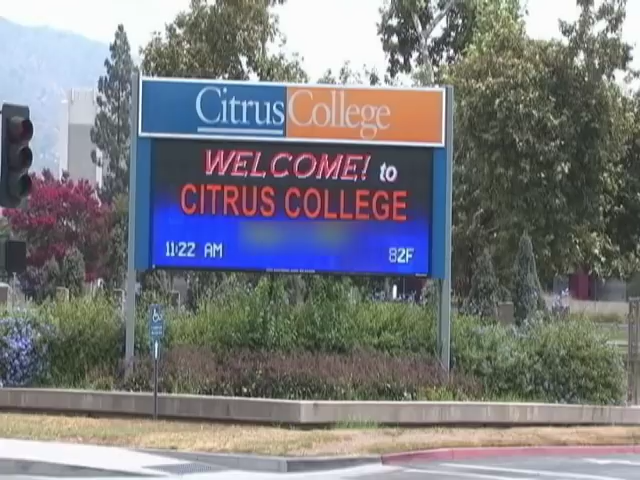 Citrus College
WELCOME! to
CITRUS COLLEGE
11:22 AM 82F